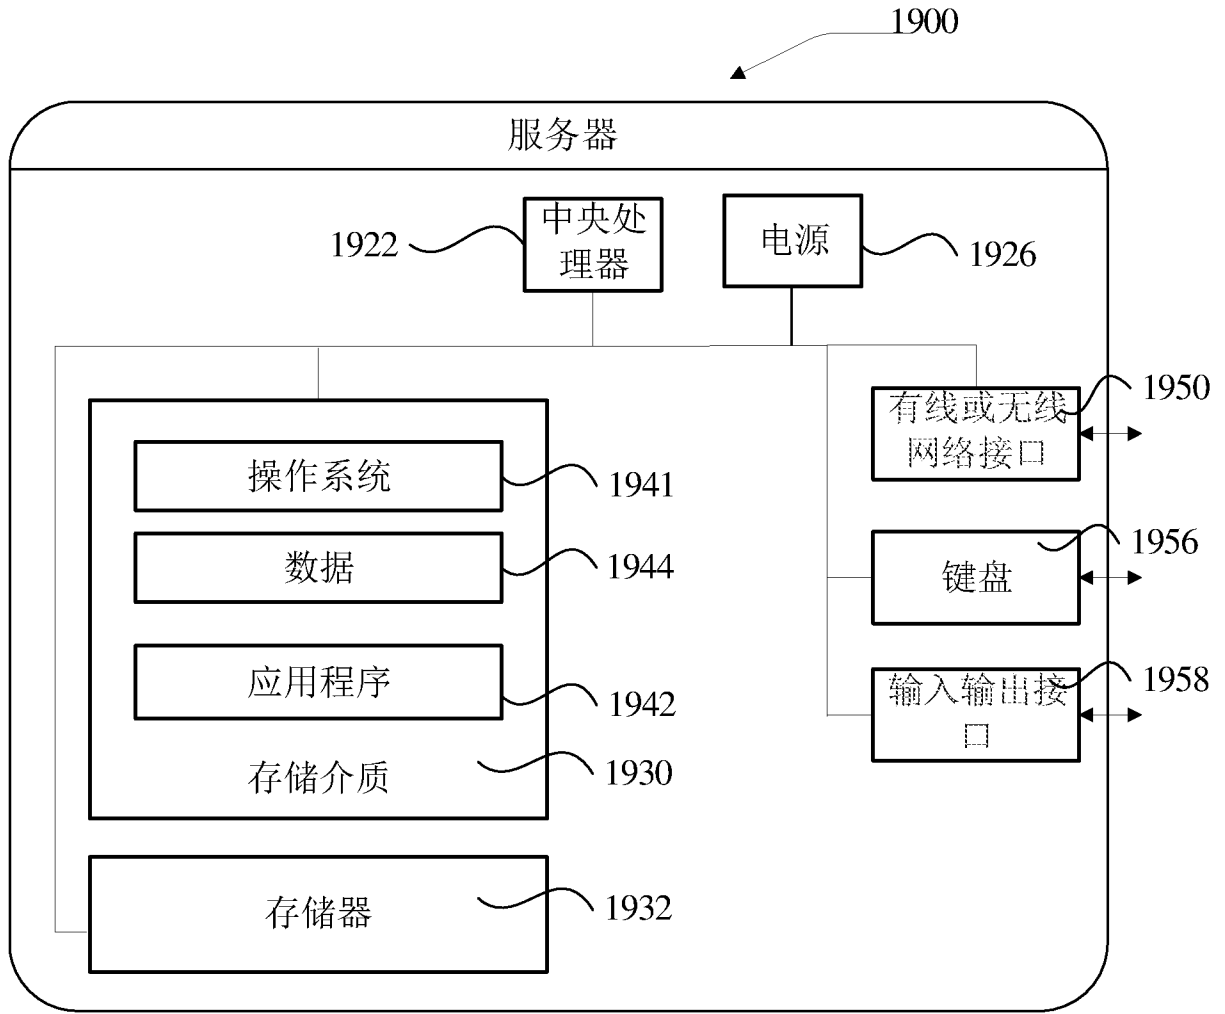 1900
服务器
中央处
理器
1922
电源
1926
有线或无线
网络接口
1950
操作系统
1941
数据
1944
键盘
1956
应用程序
1942
输入输出接
口
1958
存储介质
1930
存储器
1932